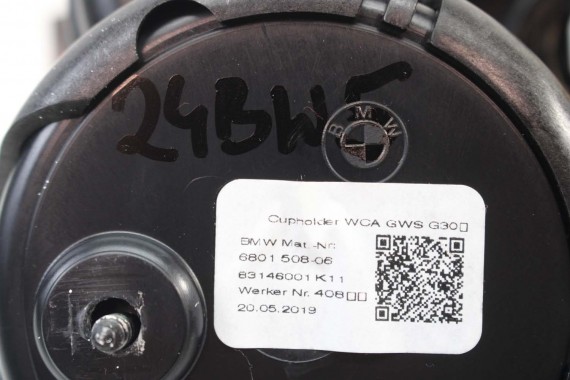 24BW5
BMW
Cupholder WCA GWS G30▯
BMW Mat.-Nr:
6801 508-06
83146001 K11
Werker Nr. 408▯▯
20.05.2019